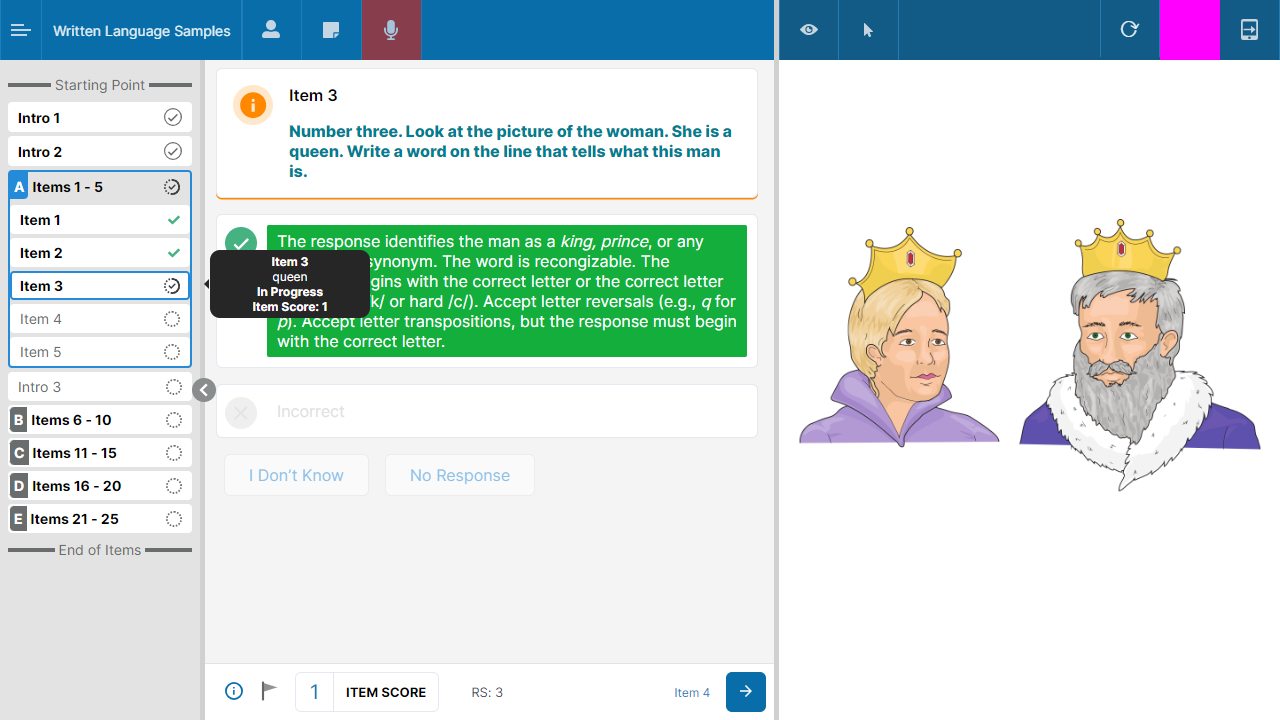 Written Language Samples
Starting Point
Intro 1
Intro 2
A Items 1 - 5
Item 1
Item 2
Item 3
Item 4
Item 5
Intro 3
B Items 6 - 10
C Items 11 - 15
D Items 16 - 20
E Items 21 - 25
End of Items
Item 3
Number three. Look at the picture of the woman. She is a
queen. Write a word on the line that tells what this man
is.
The response identifies the man as a king, prince, or any
synonym. The word is recongizable. The
gins with the correct letter or the correct letter
k/ or hard /c/). Accept letter reversals (e.g., q for
p). Accept letter transpositions, but the response must begin
with the correct letter.
Item 3
queen
In Progress
Item Score: 1
Incorrect
I Don't Know
No Response
1 ITEM SCORE
RS: 3
Item 4